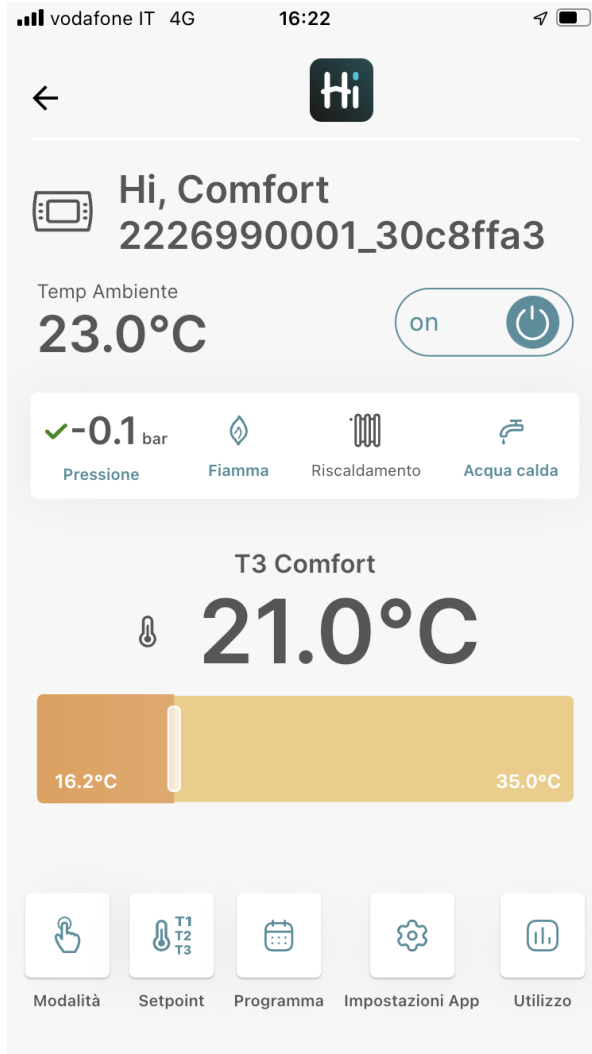 vodafone IT 4G 16:22
Hi
Hi, Comfort
2226990001_30c8ffa3
Temp Ambiente
23.0°C
on
-0.1 bar
Pressione
Fiamma
Riscaldamento
Acqua calda
T3 Comfort
21.0°C
16.2°C
35.0°C
T1
T2
T3
Modalità
Setpoint
Programma
Impostazioni App
Utilizzo